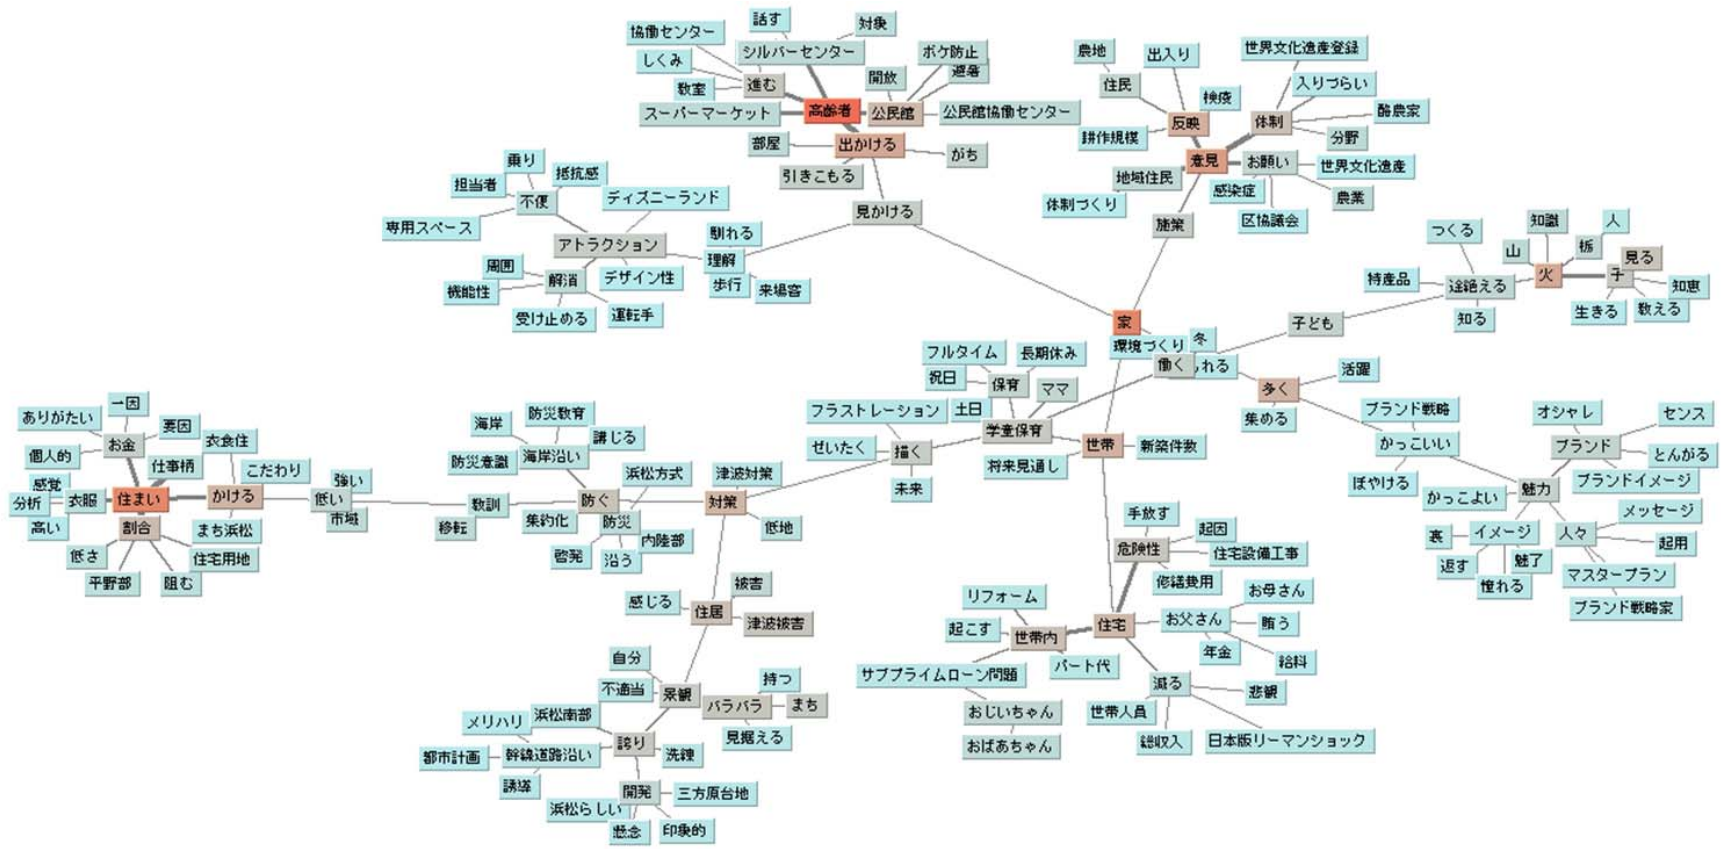 協働センター
話す
対象
しくみ
シルバーセンター
ボケ防止
教室
進む
開放
避暑
スーパーマーケット
高齢者
公民館
公民館協働センター
部屋
出かける
がち
引きこもる
見かける
農地
出入り
世界文化遺産登録
住民
入りづらい
検疫
体制
酪農家
耕作規模
反映
分野
意見
お願い
世界文化遺産
地域住民
感染症
農業
体制づくり
区協議会
施策
乗り
抵抗感
担当者
不便
ディズニーランド
専用スペース
アトラクション
馴れる
理解
周囲
解消
デザイン性
歩行
来場客
機能性
受け止める
運転手
つくる
知識
人
山
栃
見る
特産品
途絶える
火
子
知恵
知る
生きる
教える
家
子ども
環境づくり
冬
働く
れる
多く
活躍
集める
フルタイム
長期休み
祝日
保育
ママ
フラストレーション
土日
学童保育
世帯
新築件数
ぜいたく
描く
将来見通し
未来
ブランド戦略
オシャレ
センス
かっこいい
ブランド
とんがる
ぼやける
かっこよい
魅力
ブランドイメージ
メッセージ
裏
イメージ
人々
起用
返す
魅了
憧れる
マスタープラン
ブランド戦略家
ありがたい
一因
要因
お金
衣食住
個人的
仕事柄
こだわり
感覚
分析
衣服
住まい
かける
強い
低い
市域
高い
割合
まち浜松
低さ
住宅用地
平野部
阻む
海岸
防災教育
講じる
防災意識
海岸沿い
浜松方式
津波対策
教訓
防ぐ
対策
移転
集約化
防災
低地
内陸部
啓発
沿う
被害
感じる
住居
津波被害
自分
不適当
景観
持つ
バラバラ
まち
見据える
メリハリ
浜松南部
誇り
洗練
都市計画
幹線道路沿い
誘導
開発
三方原台地
浜松らしい
懸念
印象的
手放す
起因
危険性
住宅設備工事
修繕費用
リフォーム
お母さん
起こす
世帯内
住宅
お父さん
賄う
年金
給料
サブプライムローン問題
パート代
減る
悲観
おじいちゃん
世帯人員
おばあちゃん
総収入
日本版リーマンショック